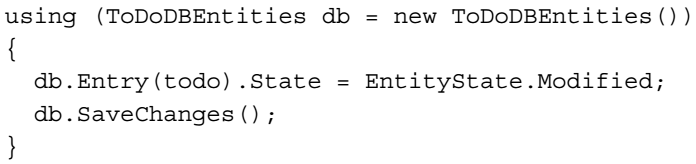 using (ToDoDBEntities db = new ToDoDBEntities())
{
  db.Entry(todo).State = EntityState.Modified;
  db.SaveChanges();
}